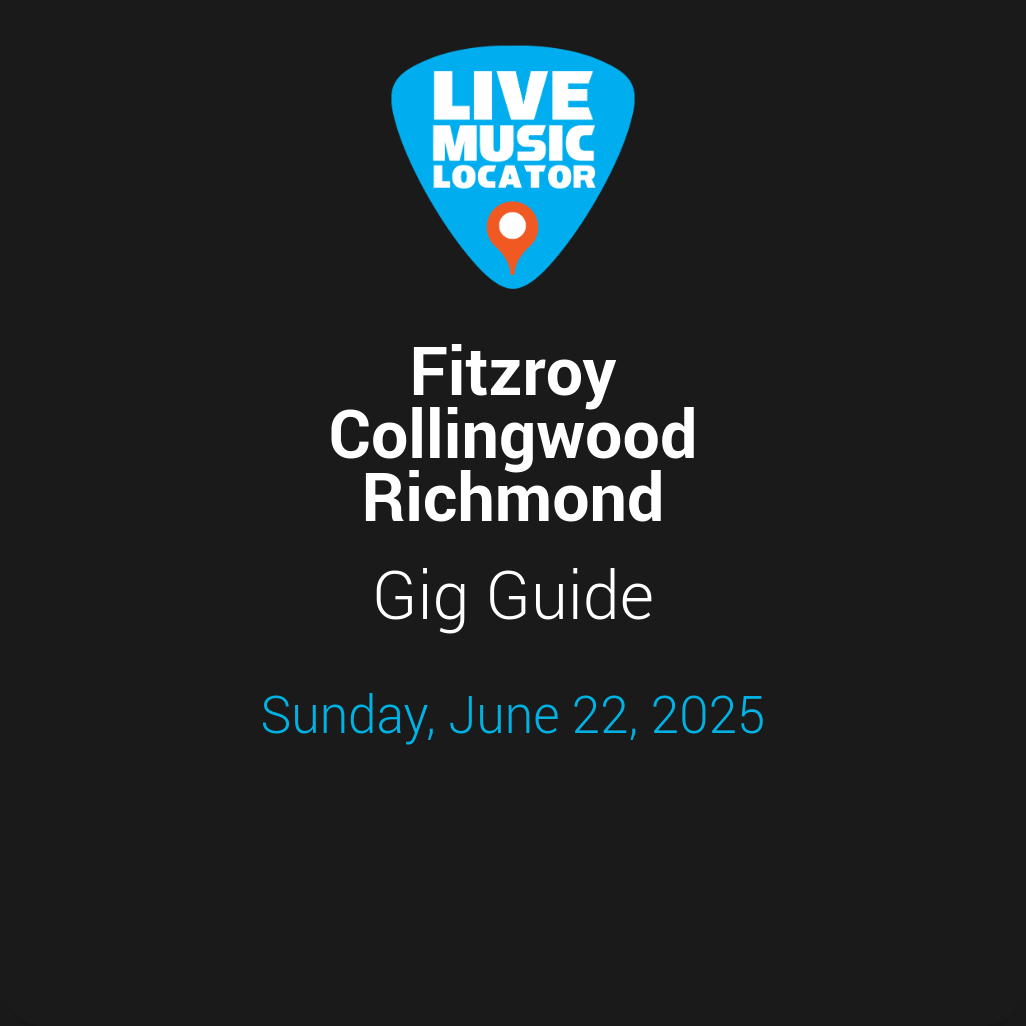 LIVE
MUSIC
LOCATOR
Fitzroy
Collingwood
Richmond
Gig Guide
Sunday, June 22, 2025